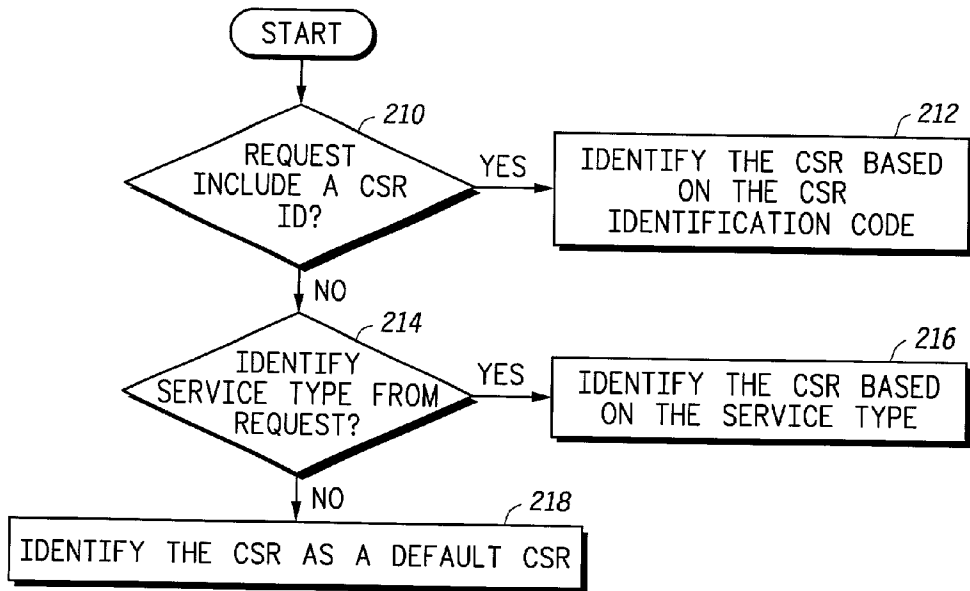 START
210
REQUEST
INCLUDE A CSR
ID?
YES
212
IDENTIFY THE CSR BASED
ON THE CSR
IDENTIFICATION CODE
NO
214
IDENTIFY
SERVICE TYPE FROM
REQUEST?
YES
216
IDENTIFY THE CSR BASED
ON THE SERVICE TYPE
NO
218
IDENTIFY THE CSR AS A DEFAULT CSR